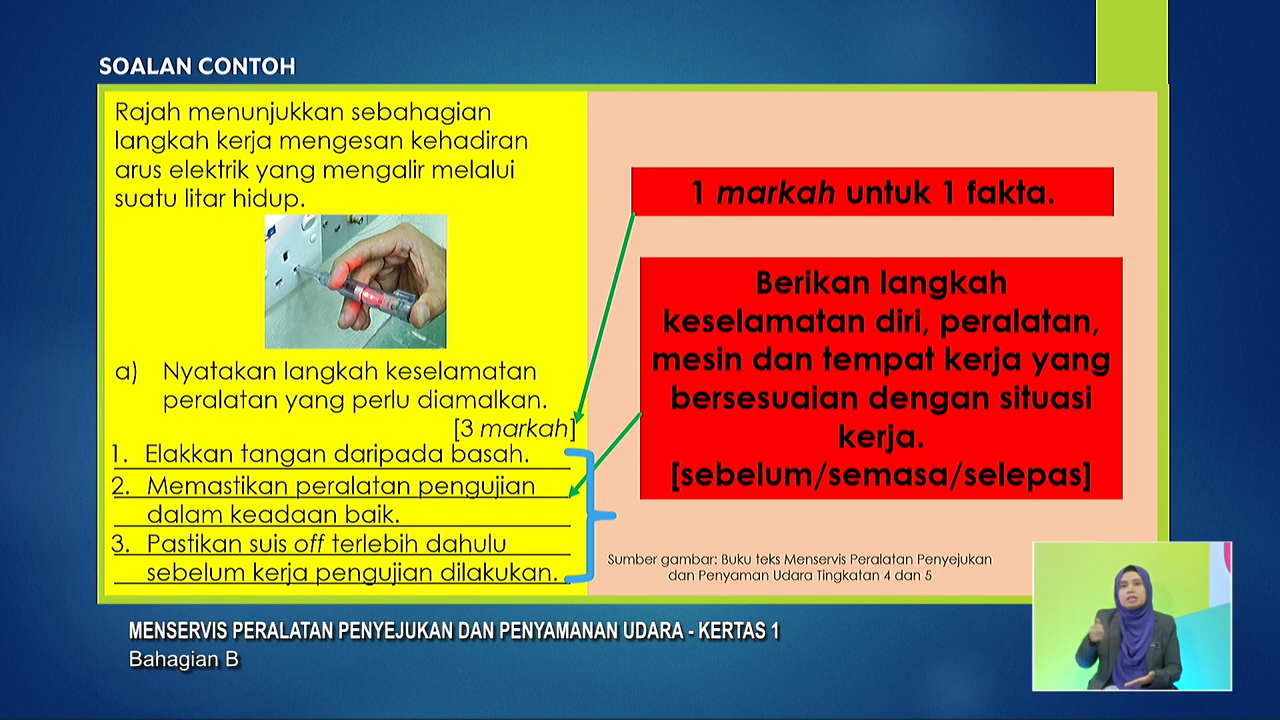 SOALAN CONTOH
Rajah menunjukkan sebahagian
langkah kerja mengesan kehadiran
arus elektrik yang mengalir melalui
suatu litar hidup.
a) Nyatakan langkah keselamatan
peralatan yang perlu diamalkan.
[3 markah]
1. Elakkan tangan daripada basah.
2. Memastikan peralatan pengujian
dalam keadaan baik.
3. Pastikan suis off terlebih dahulu
sebelum kerja pengujian dilakukan.
1 markah untuk 1 fakta.
Berikan langkah
keselamatan diri, peralatan,
mesin dan tempat kerja yang
bersesuaian dengan situasi
kerja.
[sebelum/semasa/selepas]
Sumber gambar: Buku teks Menservis Peralatan Penyejukan
dan Penyaman Udara Tingkatan 4 dan 5
MENSERVIS PERALATAN PENYEJUKAN DAN PENYAMANAN UDARA - KERTAS 1
Bahagian B